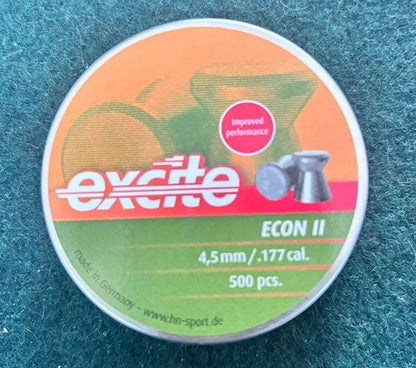 Improved
performance
excite
ECON II
4,5 mm / .177 cal.
500 pcs.
made in Germany - www.hn-sport.de